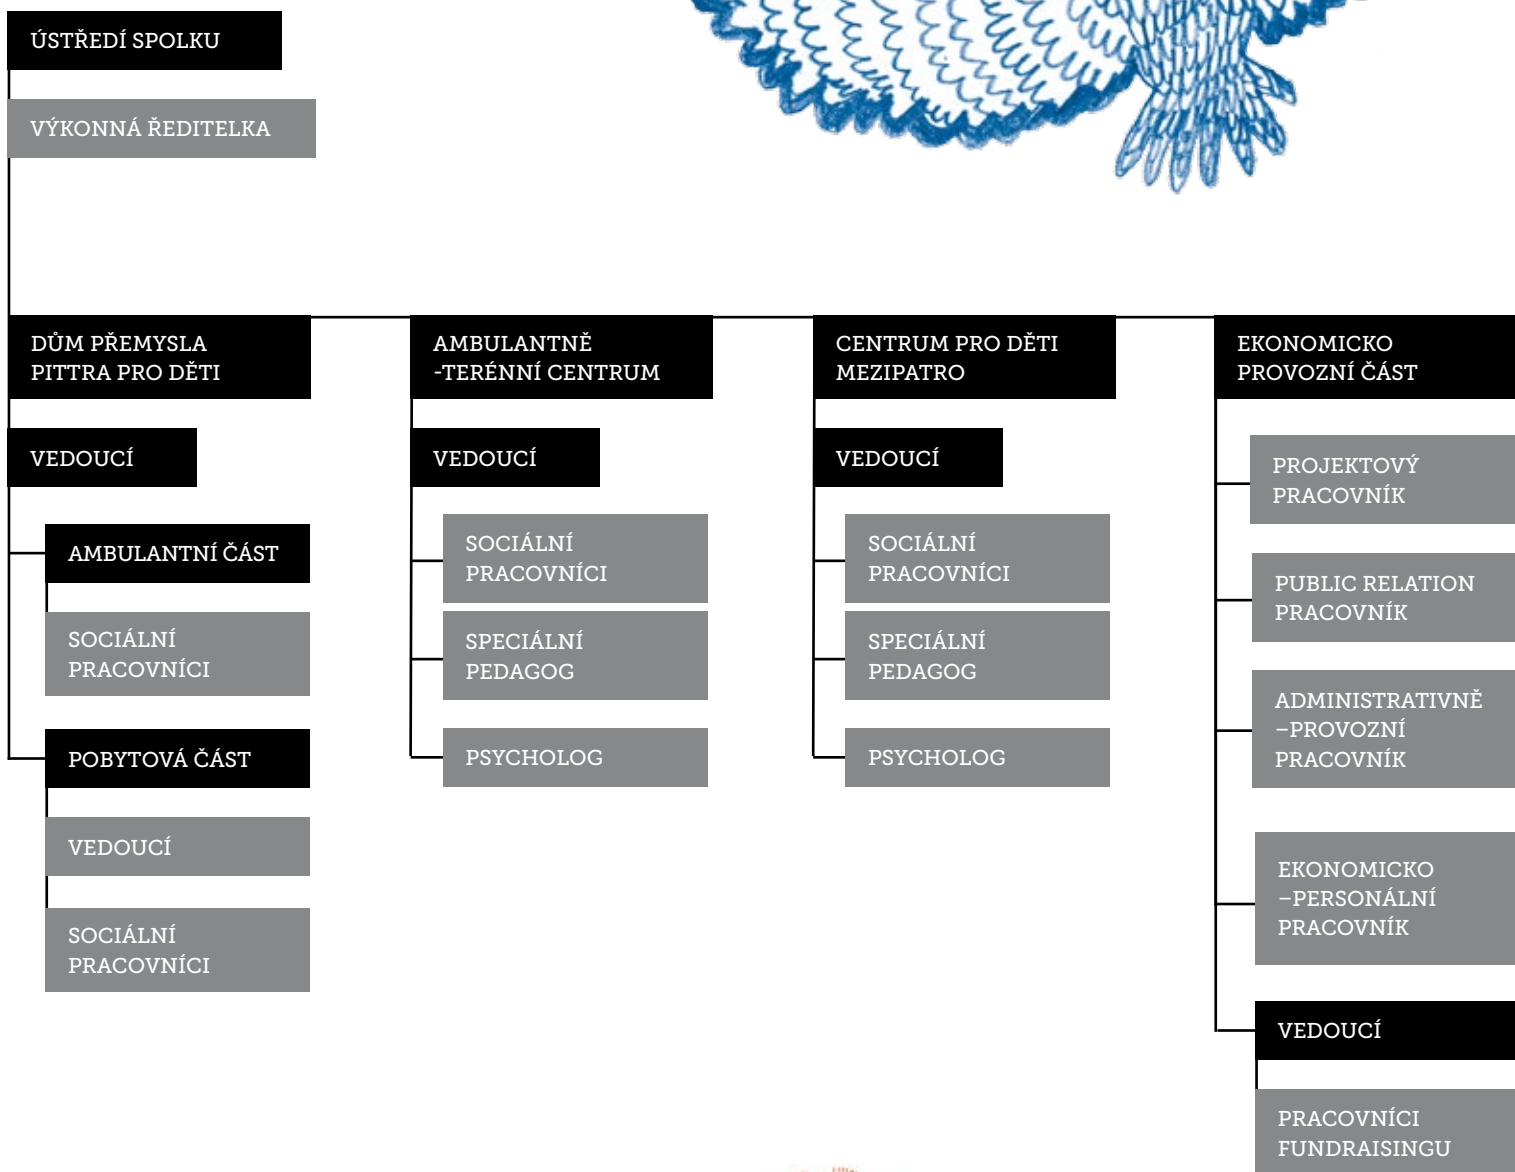 ÚSTŘEDÍ SPOLKU
VÝKONNÁ ŘEDITELKA
DŮM PŘEMYSLA
PITTRA PRO DĚTI
VEDOUCÍ
AMBULANTNÍ ČÁST
SOCIÁLNÍ
PRACOVNÍCI
POBYTOVÁ ČÁST
VEDOUCÍ
SOCIÁLNÍ
PRACOVNÍCI
AMBULANTNĚ
-TERÉNNÍ CENTRUM
VEDOUCÍ
SOCIÁLNÍ
PRACOVNÍCI
SPECIÁLNÍ
PEDAGOG
PSYCHOLOG
CENTRUM PRO DĚTI
MEZIPATRO
VEDOUCÍ
SOCIÁLNÍ
PRACOVNÍCI
SPECIÁLNÍ
PEDAGOG
PSYCHOLOG
EKONOMICKO
PROVOZNÍ ČÁST
PROJEKTOVÝ
PRACOVNÍK
PUBLIC RELATION
PRACOVNÍK
ADMINISTRATIVNĚ
–PROVOZNÍ
PRACOVNÍK
EKONOMICKO
–PERSONÁLNÍ
PRACOVNÍK
VEDOUCÍ
PRACOVNÍCI
FUNDRAISINGU